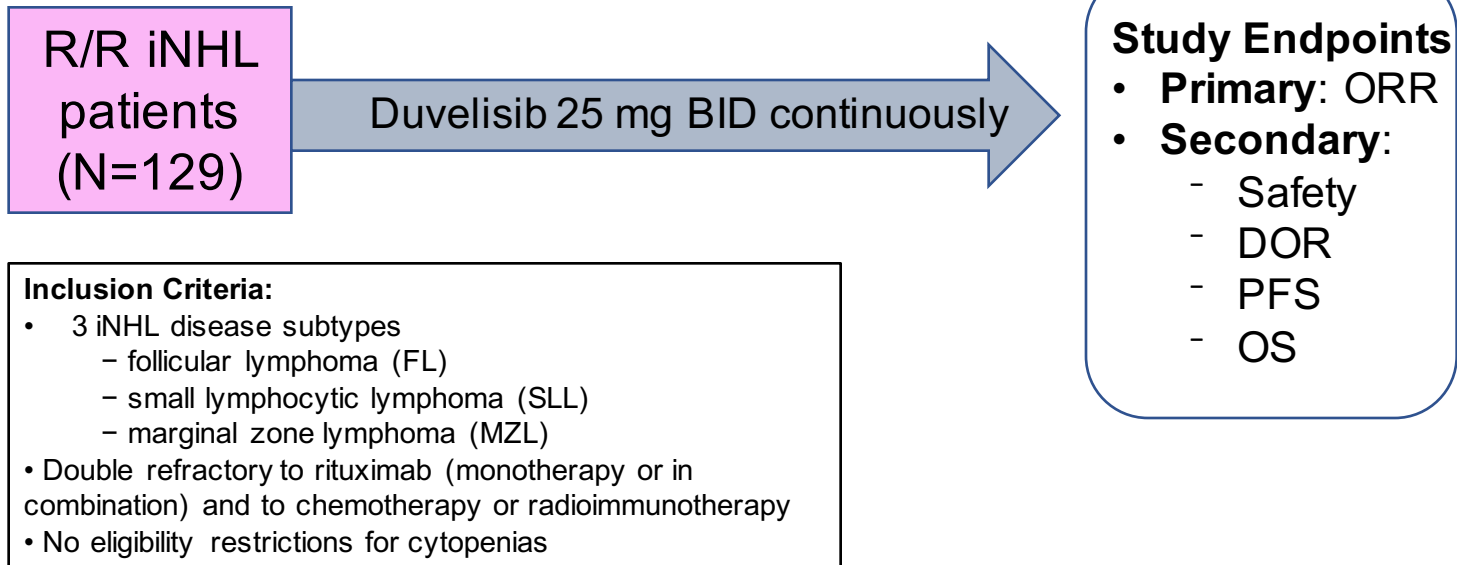 R/R iNHL
patients
(N=129)
Duvelisib 25 mg BID continuously
Study Endpoints
• Primary: ORR
• Secondary:
- Safety
- DOR
- PFS
- OS
Inclusion Criteria:
• 3 iNHL disease subtypes
− follicular lymphoma (FL)
− small lymphocytic lymphoma (SLL)
− marginal zone lymphoma (MZL)
• Double refractory to rituximab (monotherapy or in
combination) and to chemotherapy or radioimmunotherapy
• No eligibility restrictions for cytopenias